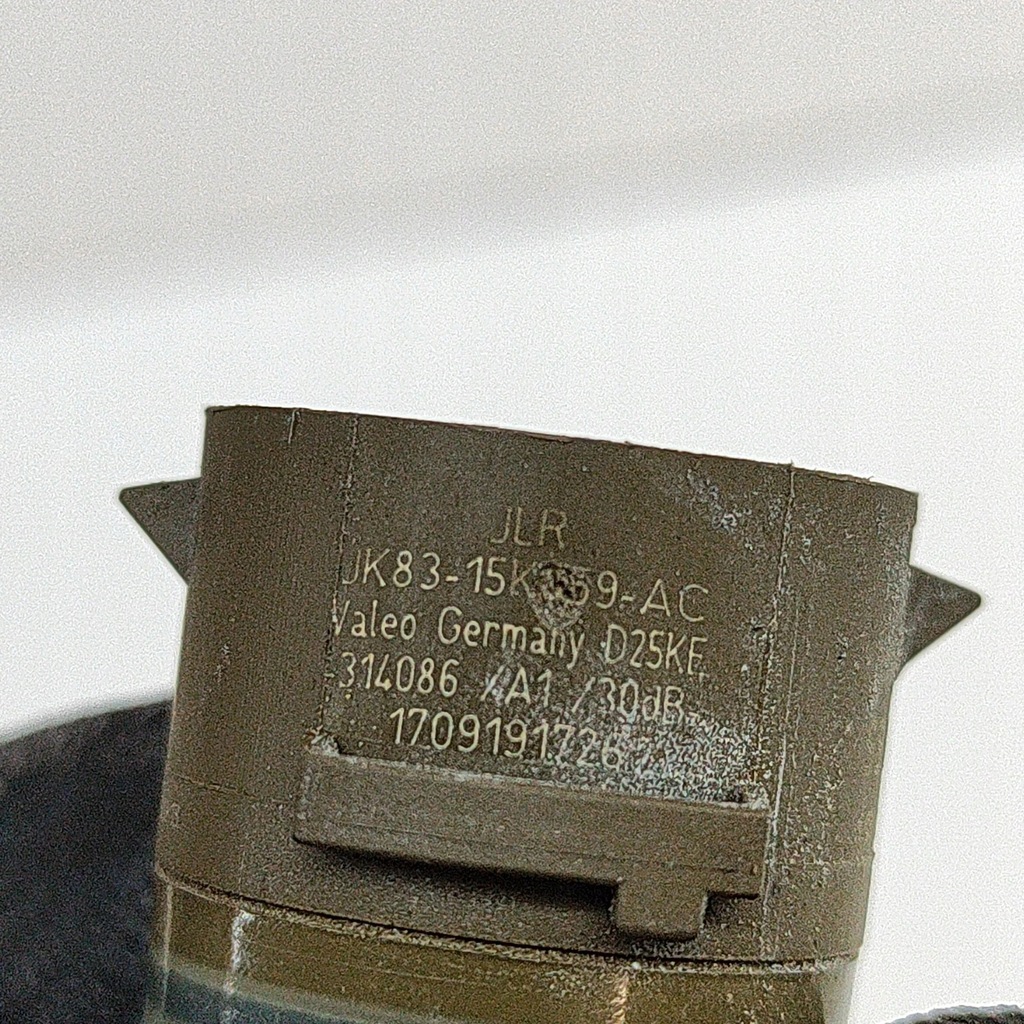 JLR
Valeo Germany D25KE
314086 /A1 /30dB
1709191726